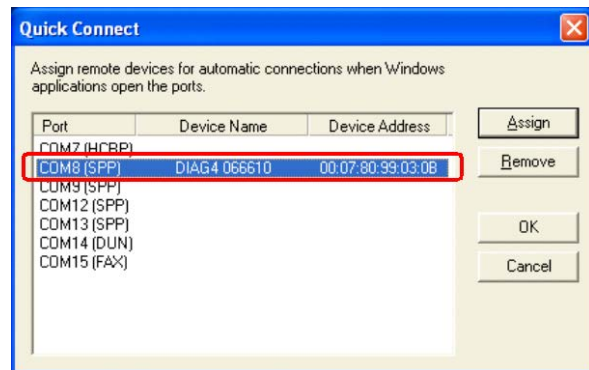 Quick Connect
Assign remote devices for automatic connections when Windows
applications open the ports.
Port Device Name Device Address
COM7 (HCRP)
COM8 (SPP) DIAG4 066610 00:07:80:99:03:0B
COM9 (SPP)
COM12 (SPP)
COM13 (SPP)
COM14 (DUN)
COM15 (FAX)
Assign
Remove
OK
Cancel